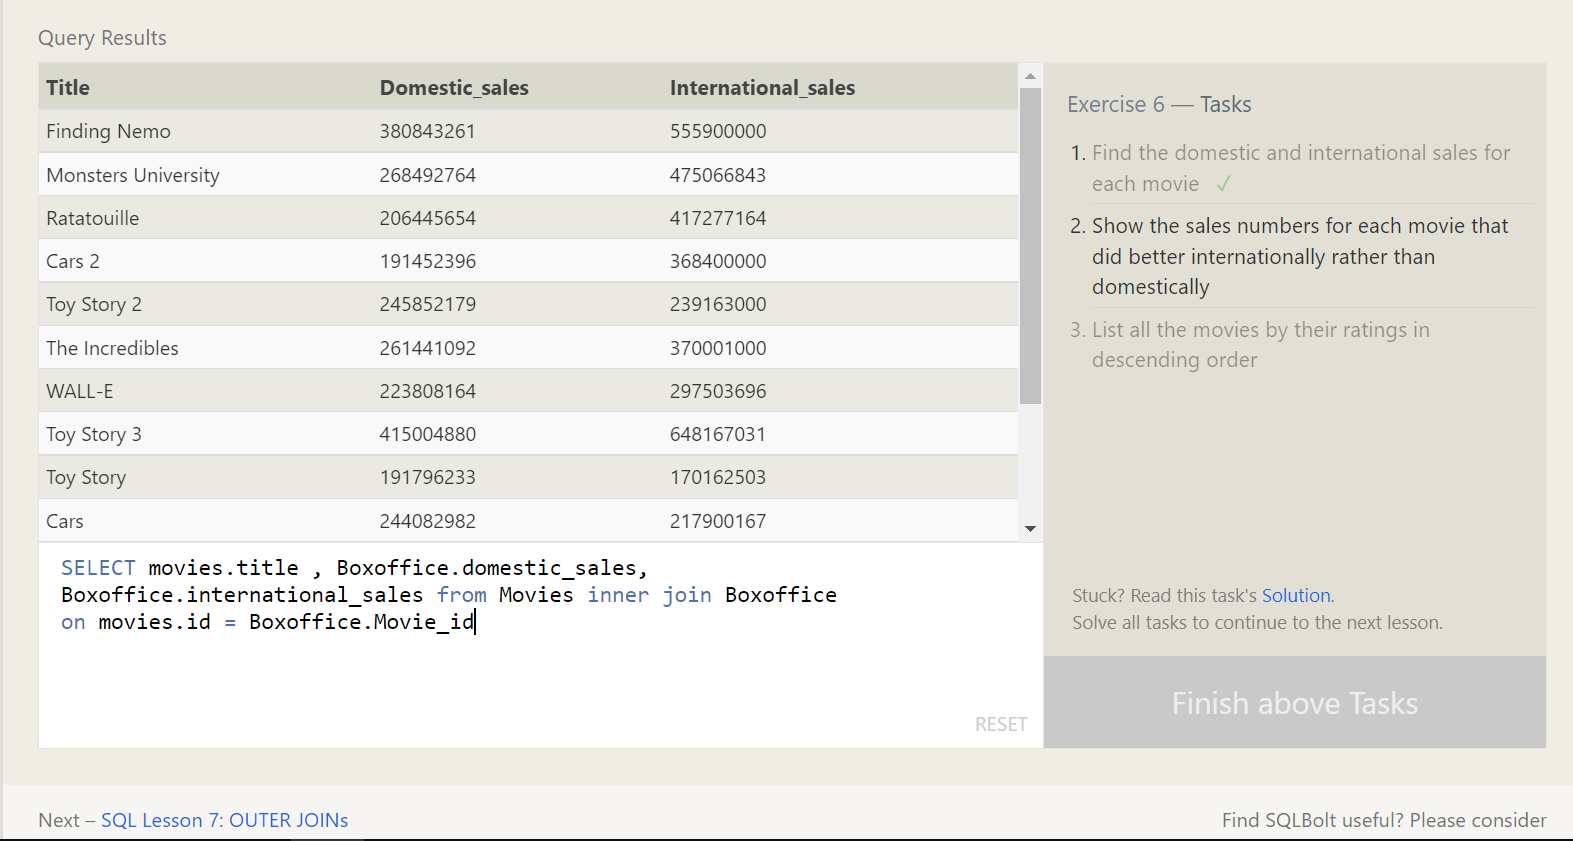 Query Results
Title Domestic_sales International_sales
Finding Nemo 380843261 555900000
Monsters University 268492764 475066843
Ratatouille 206445654 417277164
Cars 2 191452396 368400000
Toy Story 2 245852179 239163000
The Incredibles 261441092 370001000
WALL-E 223808164 297503696
Toy Story 3 415004880 648167031
Toy Story 191796233 170162503
Cars 244082982 217900167
SELECT movies.title , Boxoffice.domestic_sales,
Boxoffice.international_sales from Movies inner join Boxoffice
on movies.id = Boxoffice.Movie_id
RESET
Exercise 6 — Tasks
1. Find the domestic and international sales for
each movie ✓
2. Show the sales numbers for each movie that
did better internationally rather than
domestically
3. List all the movies by their ratings in
descending order
Stuck? Read this task's Solution.
Solve all tasks to continue to the next lesson.
Finish above Tasks
Next – SQL Lesson 7: OUTER JOINs
Find SQLBolt useful? Please consider